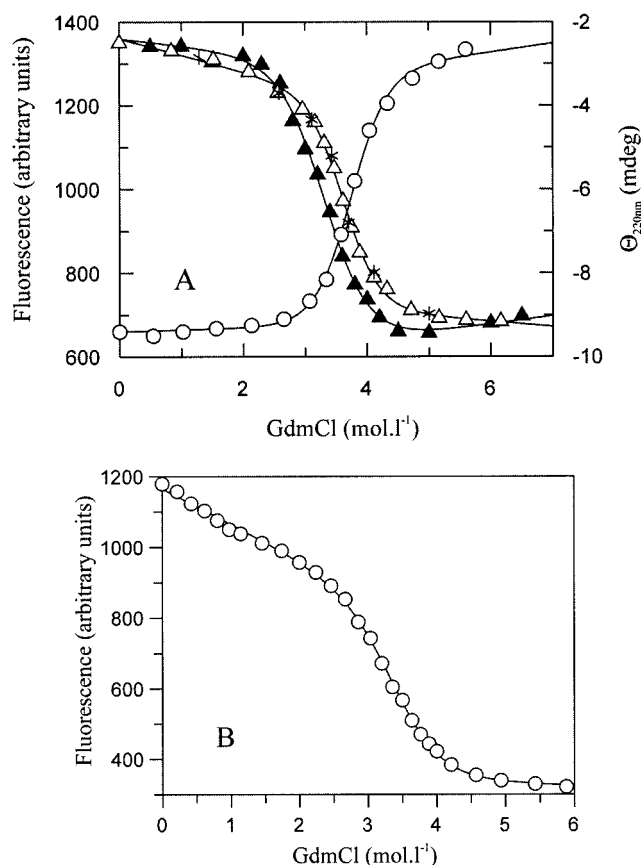 1400
1200
1000
800
600
Fluorescence (arbitrary units)
A
-2
-4
-6
-8
-10
Θ220nm (mdeg)
0 2 4 6
GdmCl (mol.l-1)
1200
1000
800
600
400
Fluorescence (arbitrary units)
B
0 1 2 3 4 5 6
GdmCl (mol.l-1)